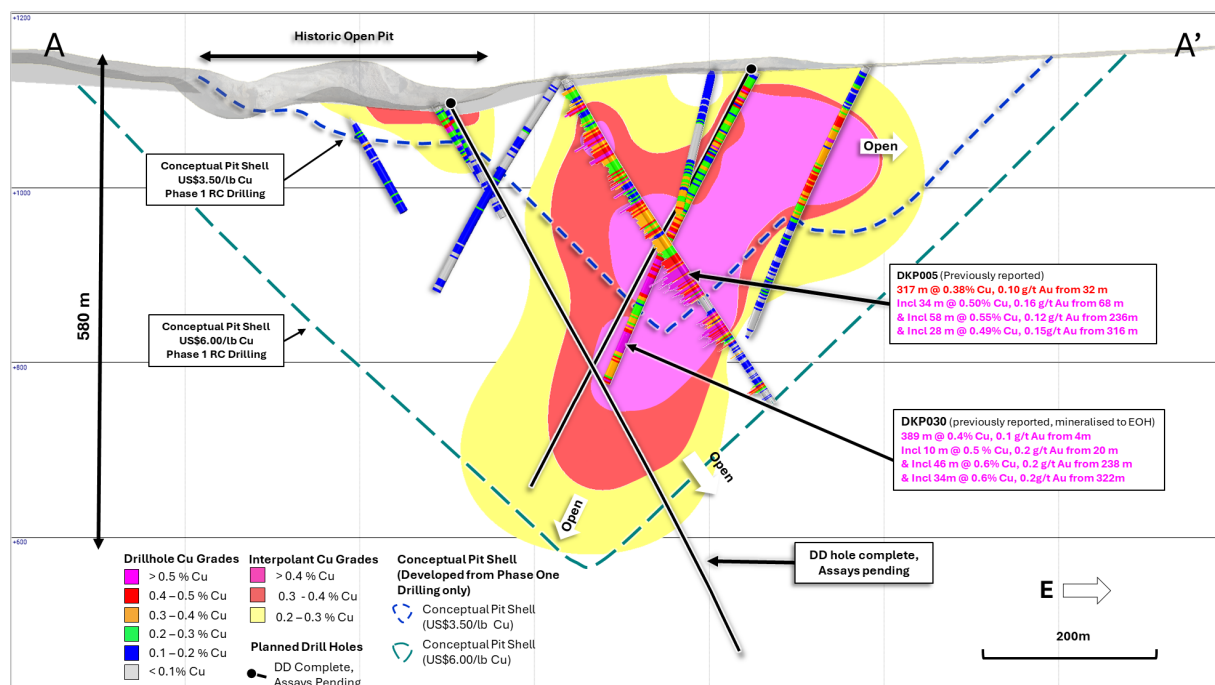 +1200
A
Historic Open Pit
A'
Open
Conceptual Pit Shell
US$3.50/lb Cu
Phase 1 RC Drilling
+1000
580 m
DKP005 (Previously reported)
317 m @ 0.38% Cu, 0.10 g/t Au from 32 m
Incl 34 m @ 0.50% Cu, 0.16 g/t Au from 68 m
& Incl 58 m @ 0.55% Cu, 0.12 g/t Au from 236m
& Incl 28 m @ 0.49% Cu, 0.15g/t Au from 316 m
Conceptual Pit Shell
US$6.00/lb Cu
Phase 1 RC Drilling
+800
DKP030 (previously reported, mineralised to EOH)
389 m @ 0.4% Cu, 0.1 g/t Au from 4m
Incl 10 m @ 0.5 % Cu, 0.2 g/t Au from 20 m
& Incl 46 m @ 0.6% Cu, 0.2 g/t Au from 238 m
& Incl 34m @ 0.6% Cu, 0.2g/t Au from 322m
Open
Open
+600
DD hole complete,
Assays pending
Drillhole Cu Grades
> 0.5 % Cu
0.4 – 0.5 % Cu
0.3 – 0.4 % Cu
0.2 – 0.3 % Cu
0.1 – 0.2 % Cu
< 0.1% Cu
Interpolant Cu Grades
> 0.4 % Cu
0.3 - 0.4 % Cu
0.2 – 0.3 % Cu
Planned Drill Holes
DD Complete,
Assays Pending
Conceptual Pit Shell
(Developed from Phase One
Drilling only)
Conceptual Pit Shell
(US$3.50/lb Cu)
Conceptual Pit Shell
(US$6.00/lb Cu)
E
200m